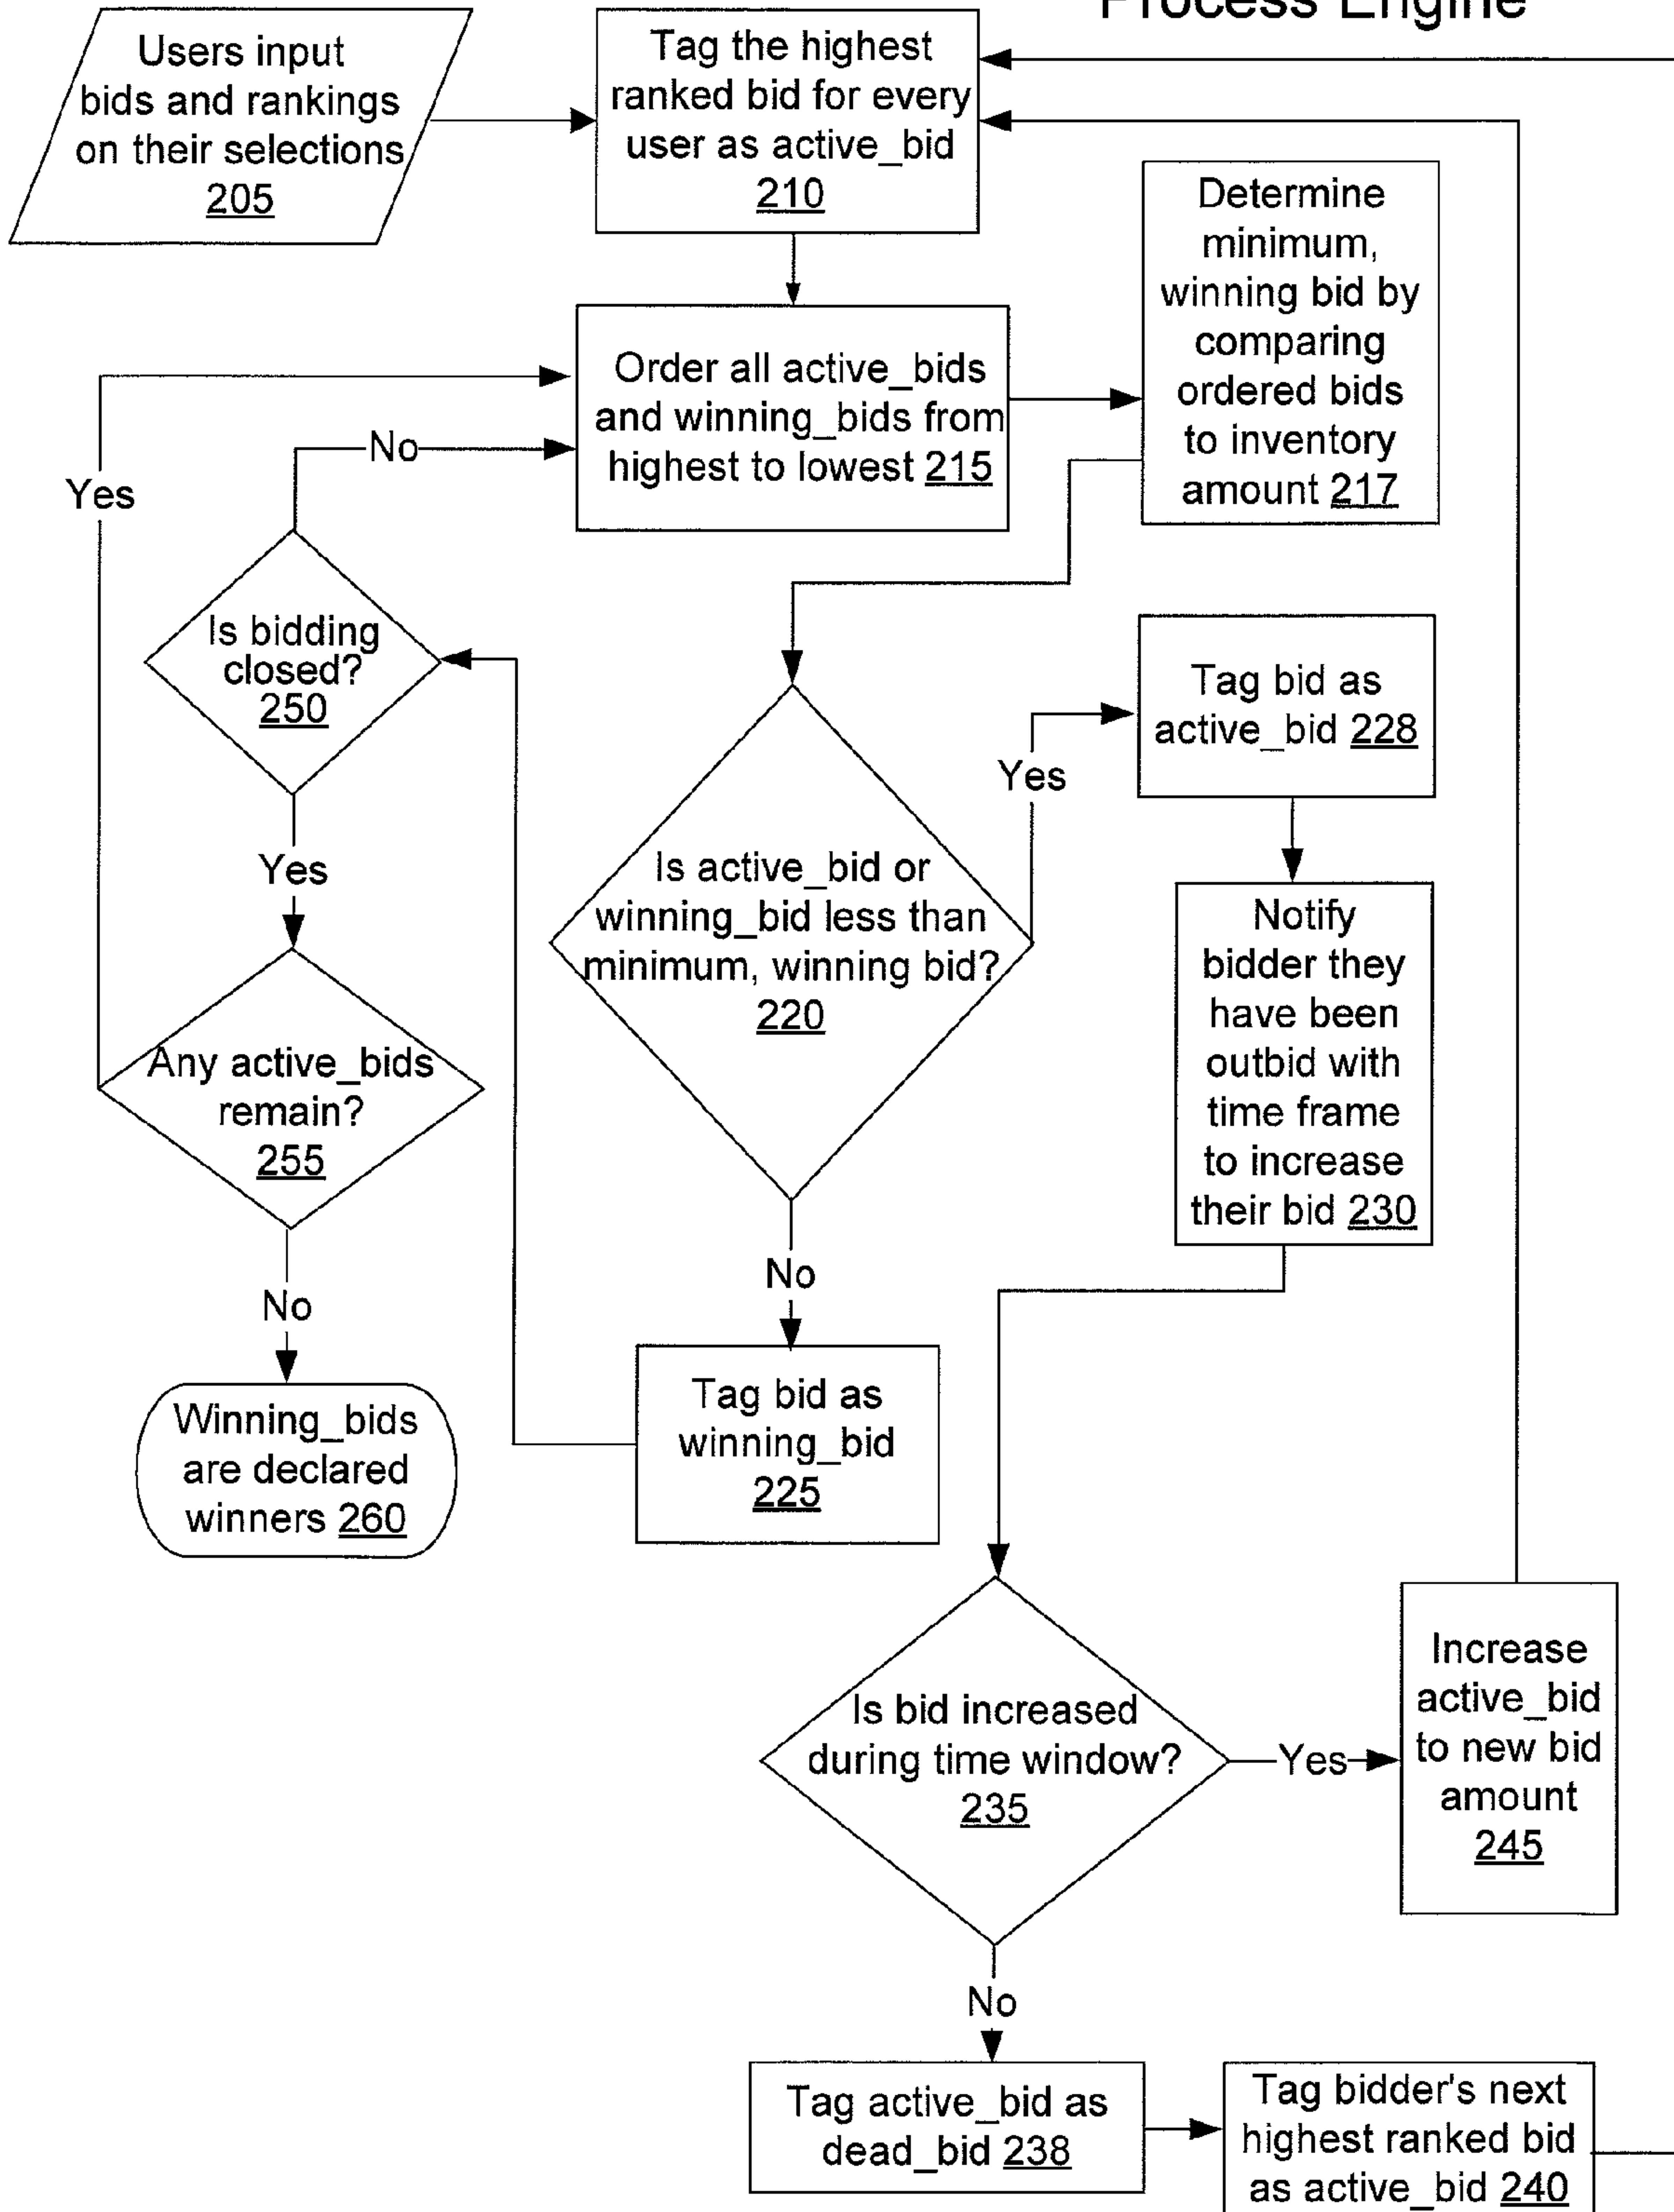 Process Engine
Users input
bids and rankings
on their selections
205
Tag the highest
ranked bid for every
user as active_bid
210
Determine
minimum,
winning bid by
comparing
ordered bids
to inventory
amount 217
Order all active_bids
and winning_bids from
highest to lowest 215
No
Yes
Is bidding
closed?
250
Tag bid as
active_bid 228
Yes
Yes
Is active_bid or
winning_bid less than
minimum, winning bid?
220
Notify
bidder they
have been
outbid with
time frame
to increase
their bid 230
Any active_bids
remain?
255
No
No
Winning_bids
are declared
winners 260
Tag bid as
winning_bid
225
Is bid increased
during time window?
235
Yes
Increase
active_bid
to new bid
amount
245
No
Tag active_bid as
dead_bid 238
Tag bidder's next
highest ranked bid
as active_bid 240